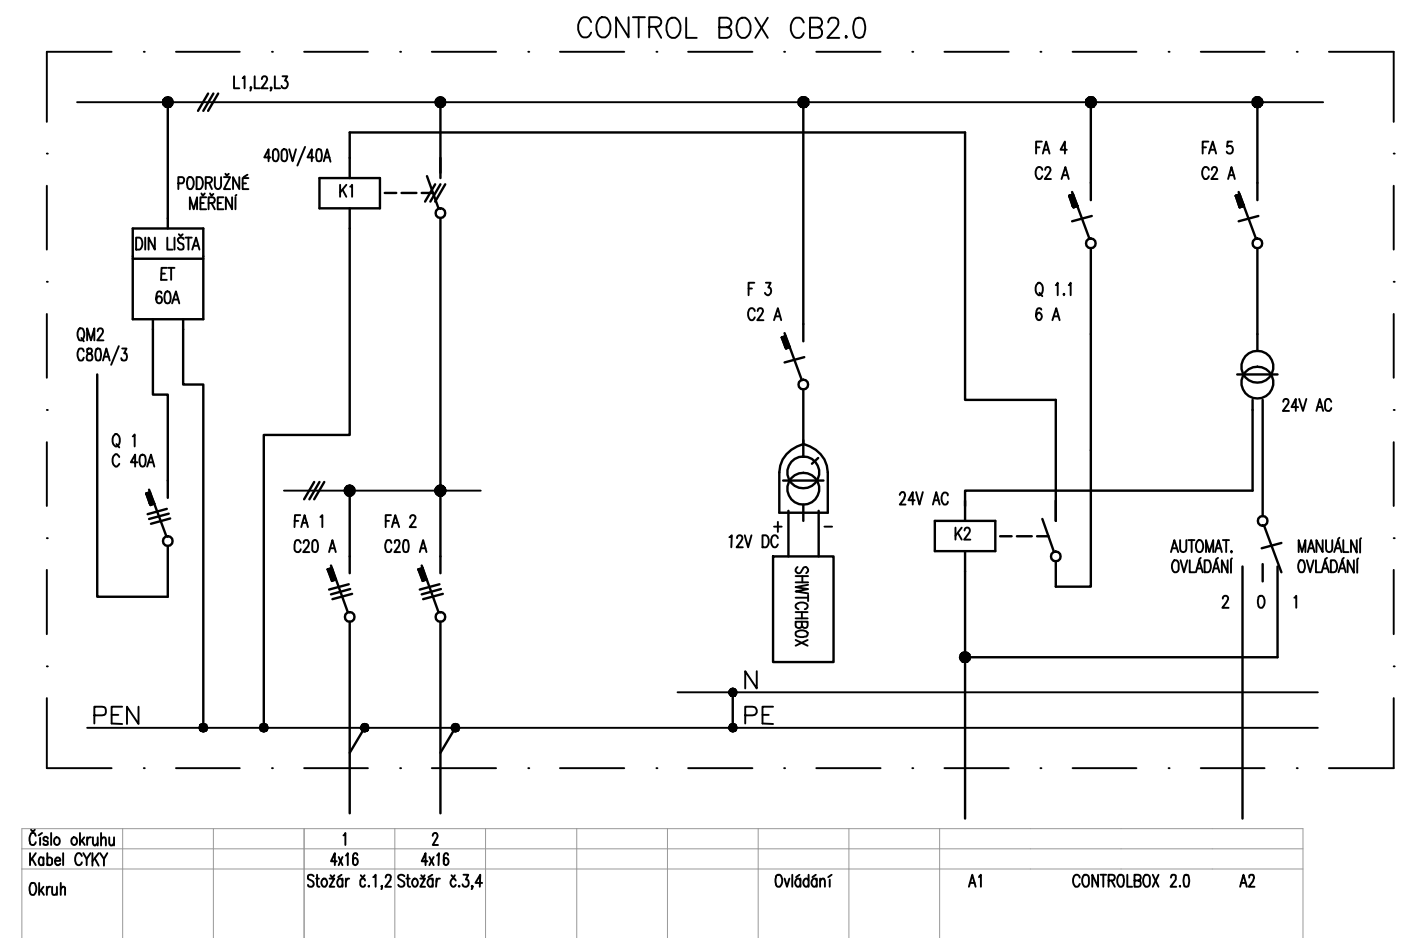 CONTROL BOX CB2.0
L1,L2,L3
400V/40A
K1
PODRUŽNÉ
MĚŘENÍ
DIN LIŠTA
ET
60A
QM2
C80A/3
Q 1
C 40A
FA 1
C20 A
FA 2
C20 A
F 3
C2 A
+
–
12V DC
SHWTCHBOX
FA 4
C2 A
Q 1.1
6 A
FA 5
C2 A
24V AC
24V AC
K2
AUTOMAT.
OVLÁDÁNÍ
MANUÁLNÍ
OVLÁDÁNÍ
2 0 1
N
PEN
PE
Číslo okruhu 1 2
Kabel CYKY 4x16 4x16
Okruh Stožár č.1,2 Stožár č.3,4 Ovládání A1 CONTROLBOX 2.0 A2